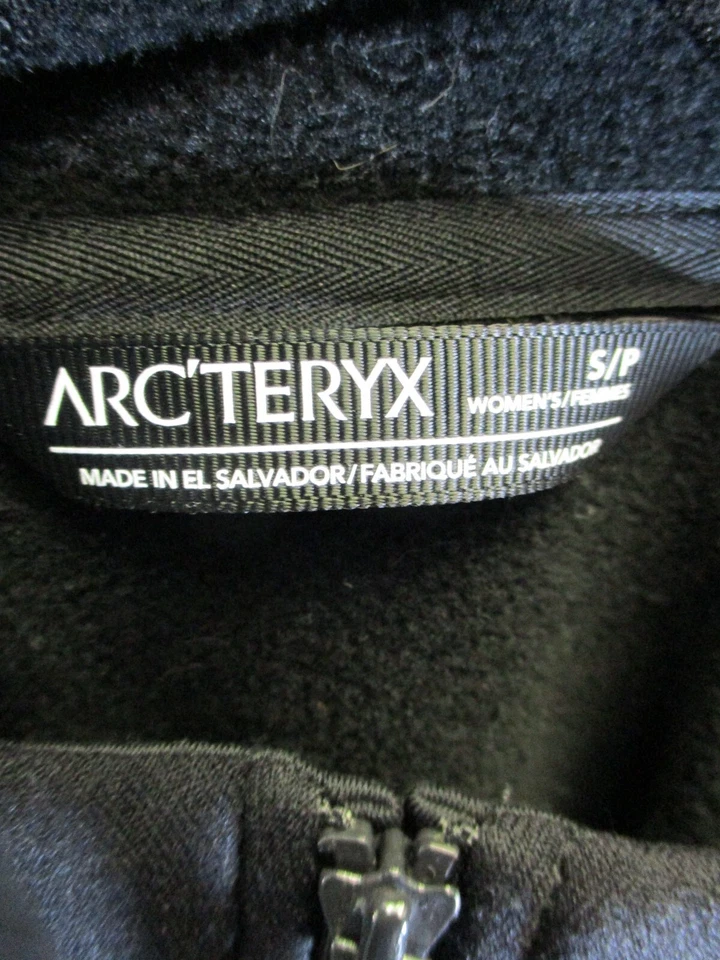 ARC'TERYX
S/P
WOMEN'S/FEMMES
MADE IN EL SALVADOR/FABRIQUÉ AU SALVADOR